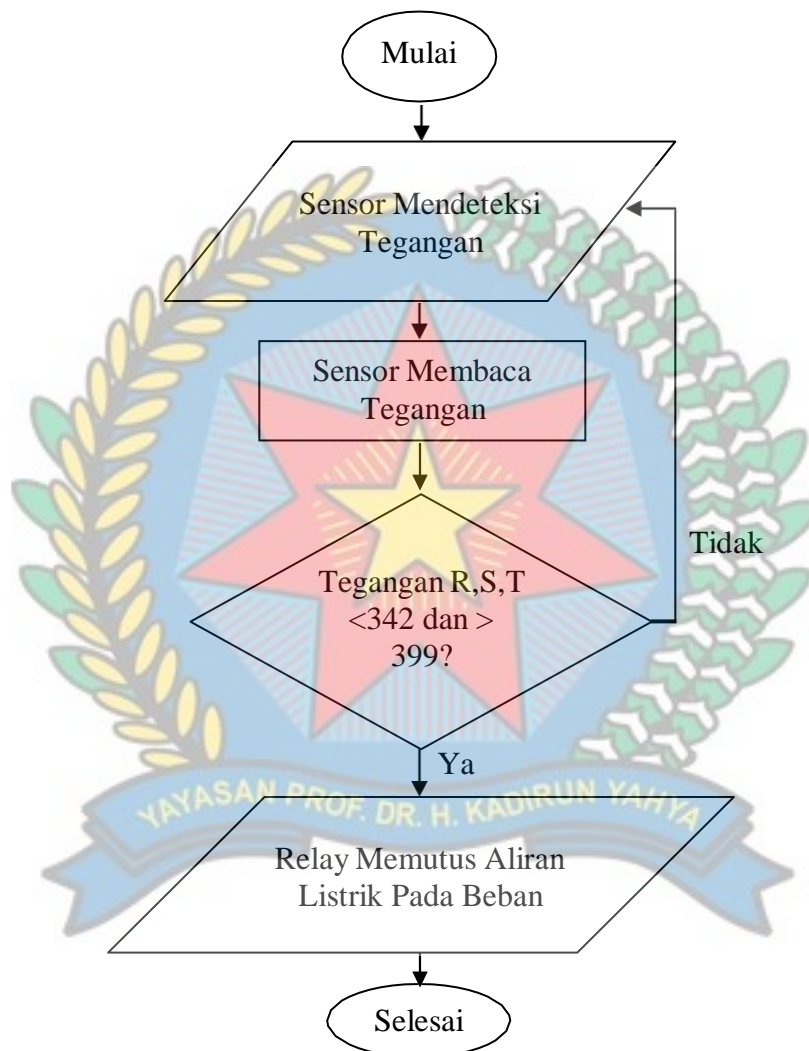 Mulai
Sensor Mendeteksi
Tegangan
Sensor Membaca
Tegangan
Tegangan R,S,T
<342 dan >
399?
Tidak
Ya
YAYASAN PROF. DR. H. KADIRUN YAHYA
Relay Memutus Aliran
Listrik Pada Beban
Selesai